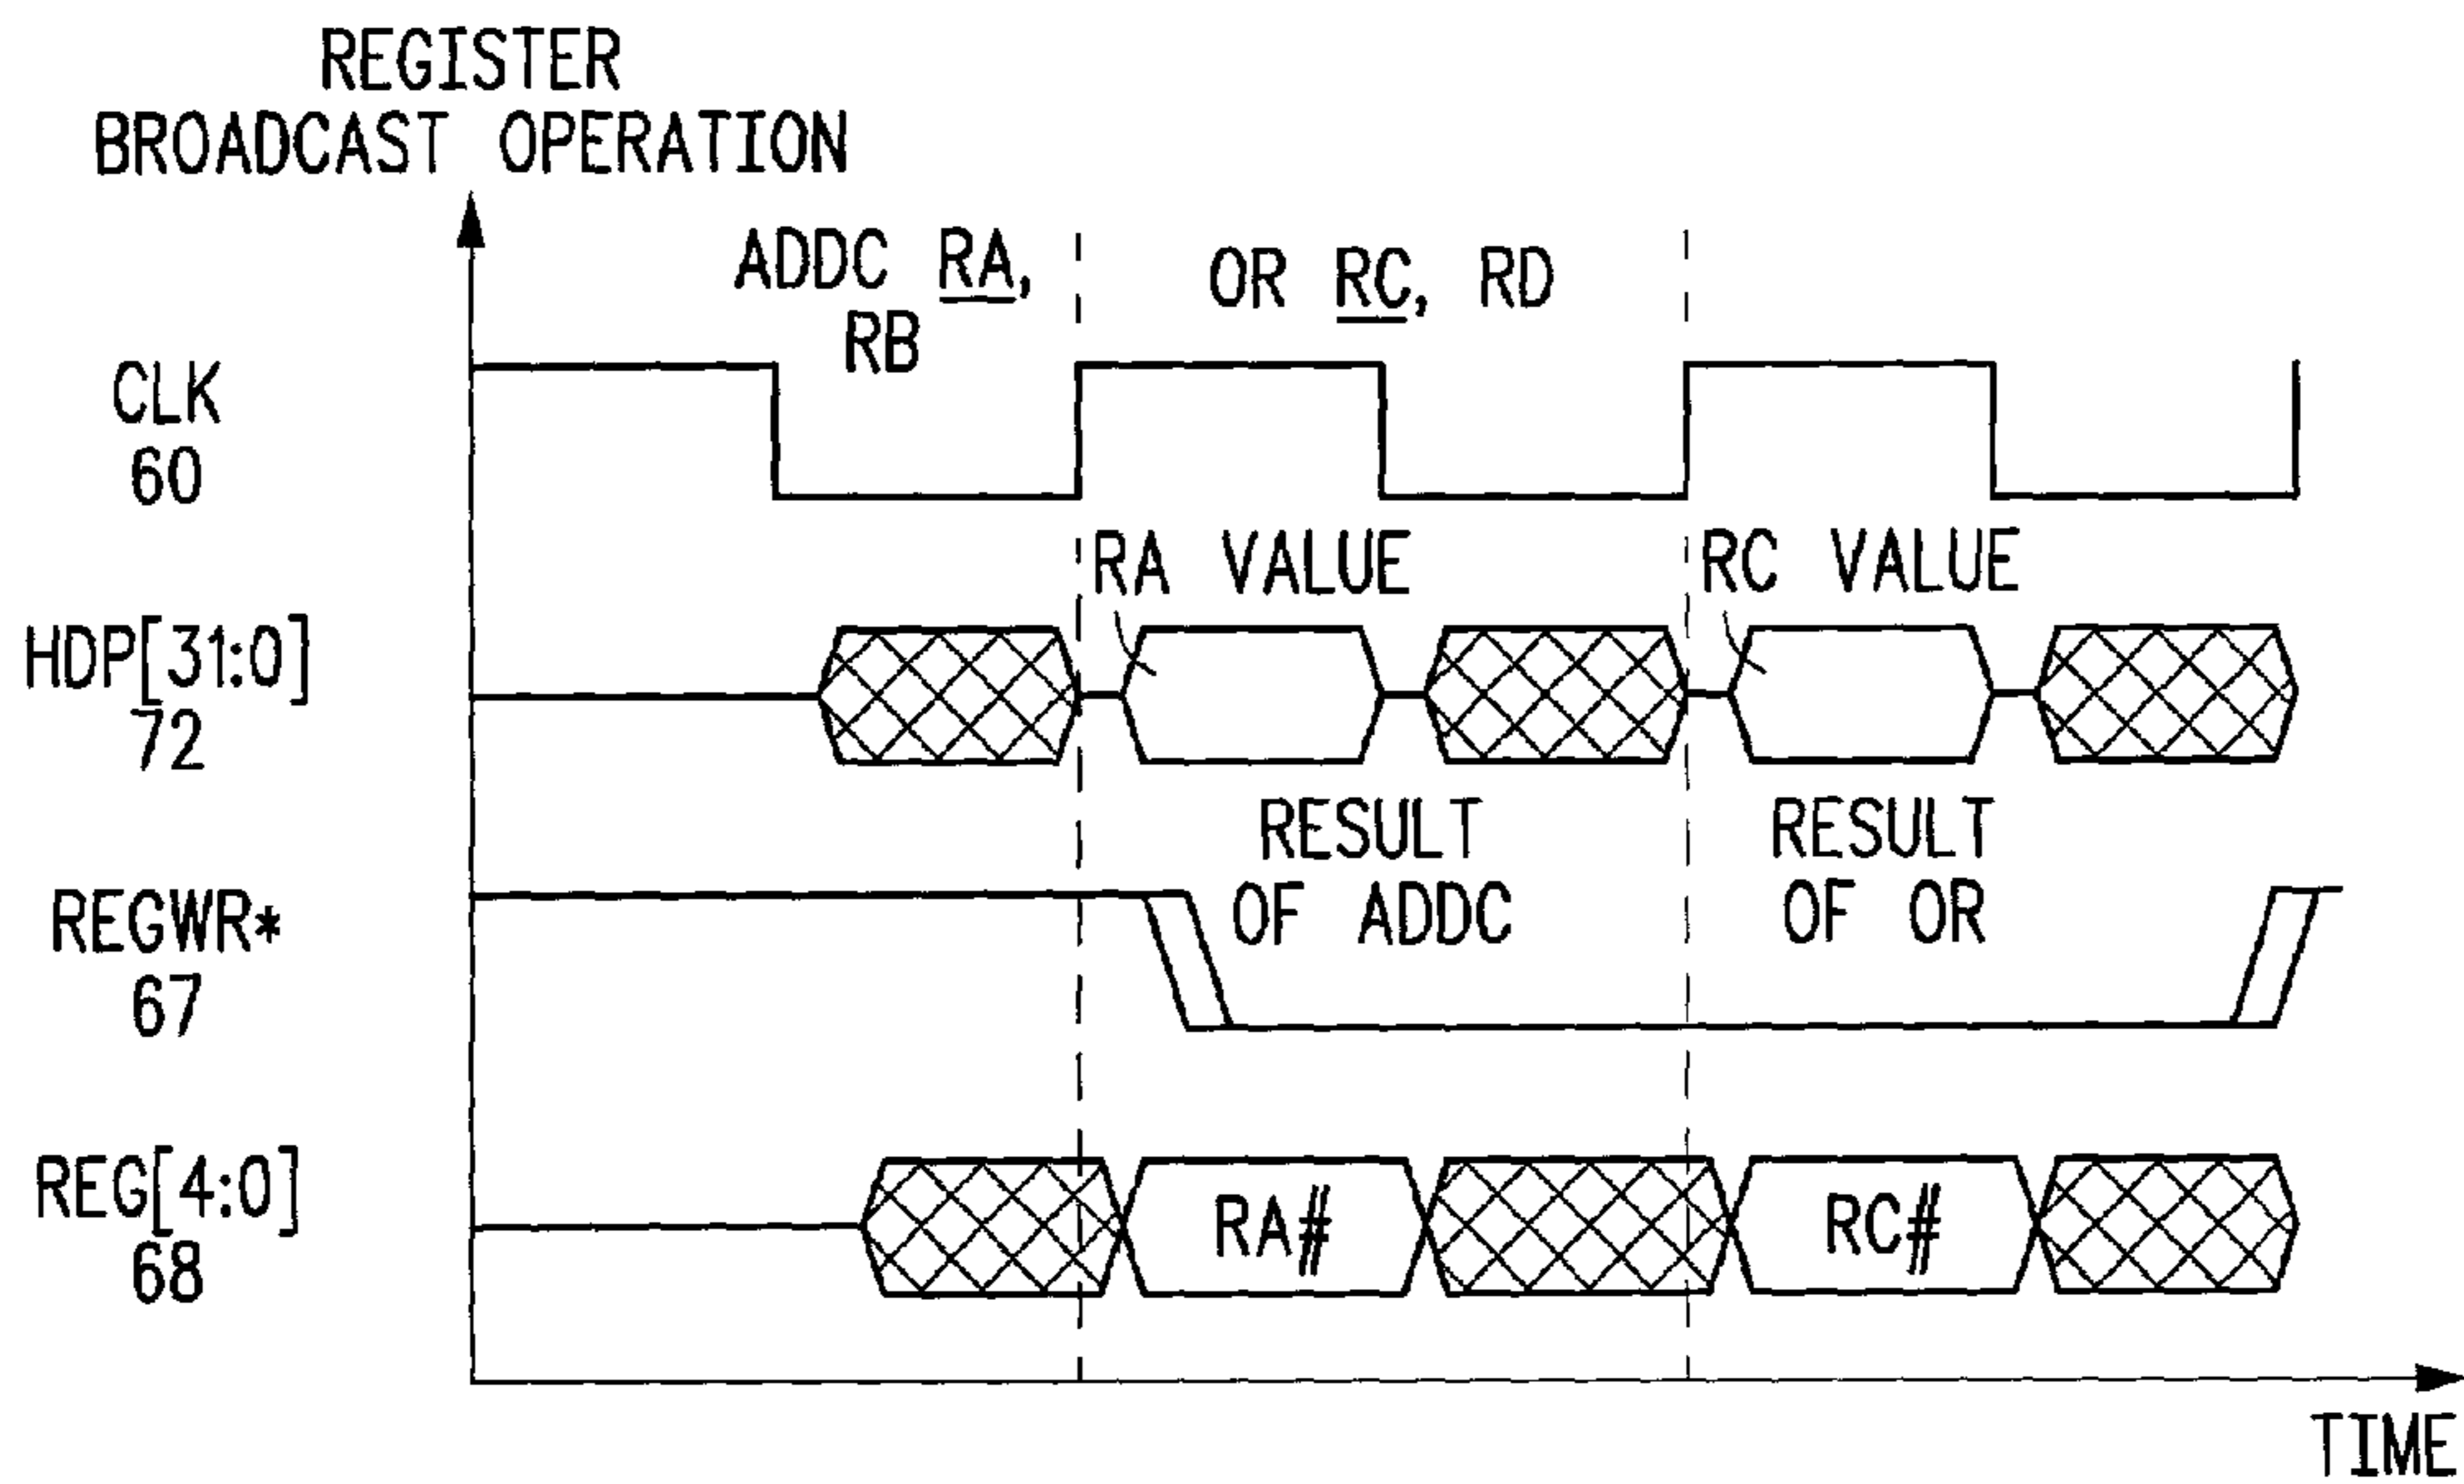 REGISTER
BROADCAST OPERATION
ADDC RA,
RB
OR RC, RD
CLK
60
RA VALUE
RC VALUE
HDP[31:0]
72
RESULT
OF ADDC
RESULT
OF OR
REGWR*
67
REG[4:0]
68
RA#
RC#
TIME